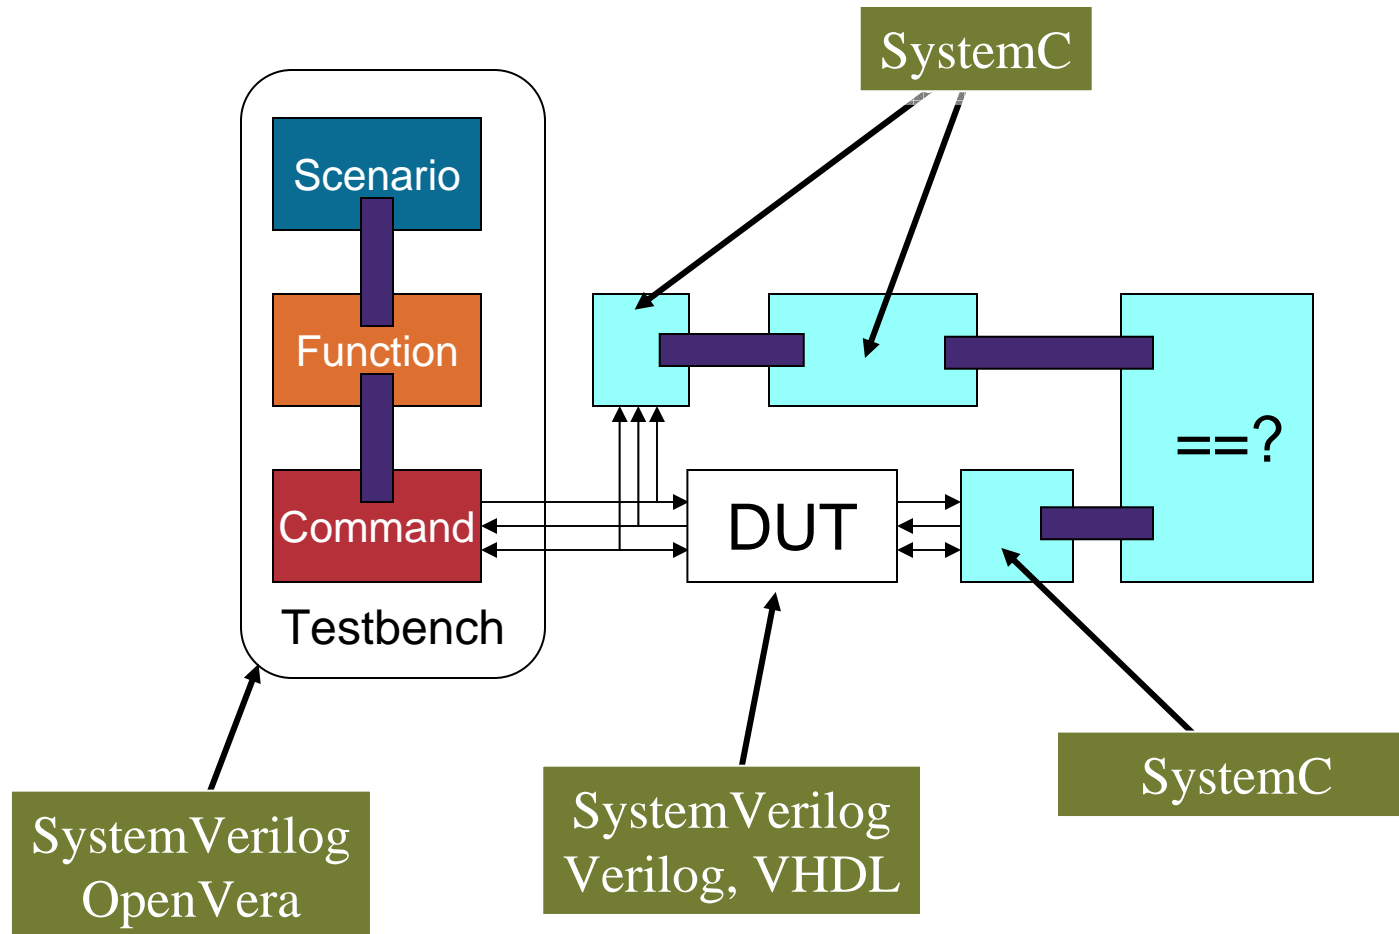 SystemC
Scenario
Function
==?
Command
DUT
Testbench
SystemC
SystemVerilog
Verilog, VHDL
SystemVerilog
OpenVera